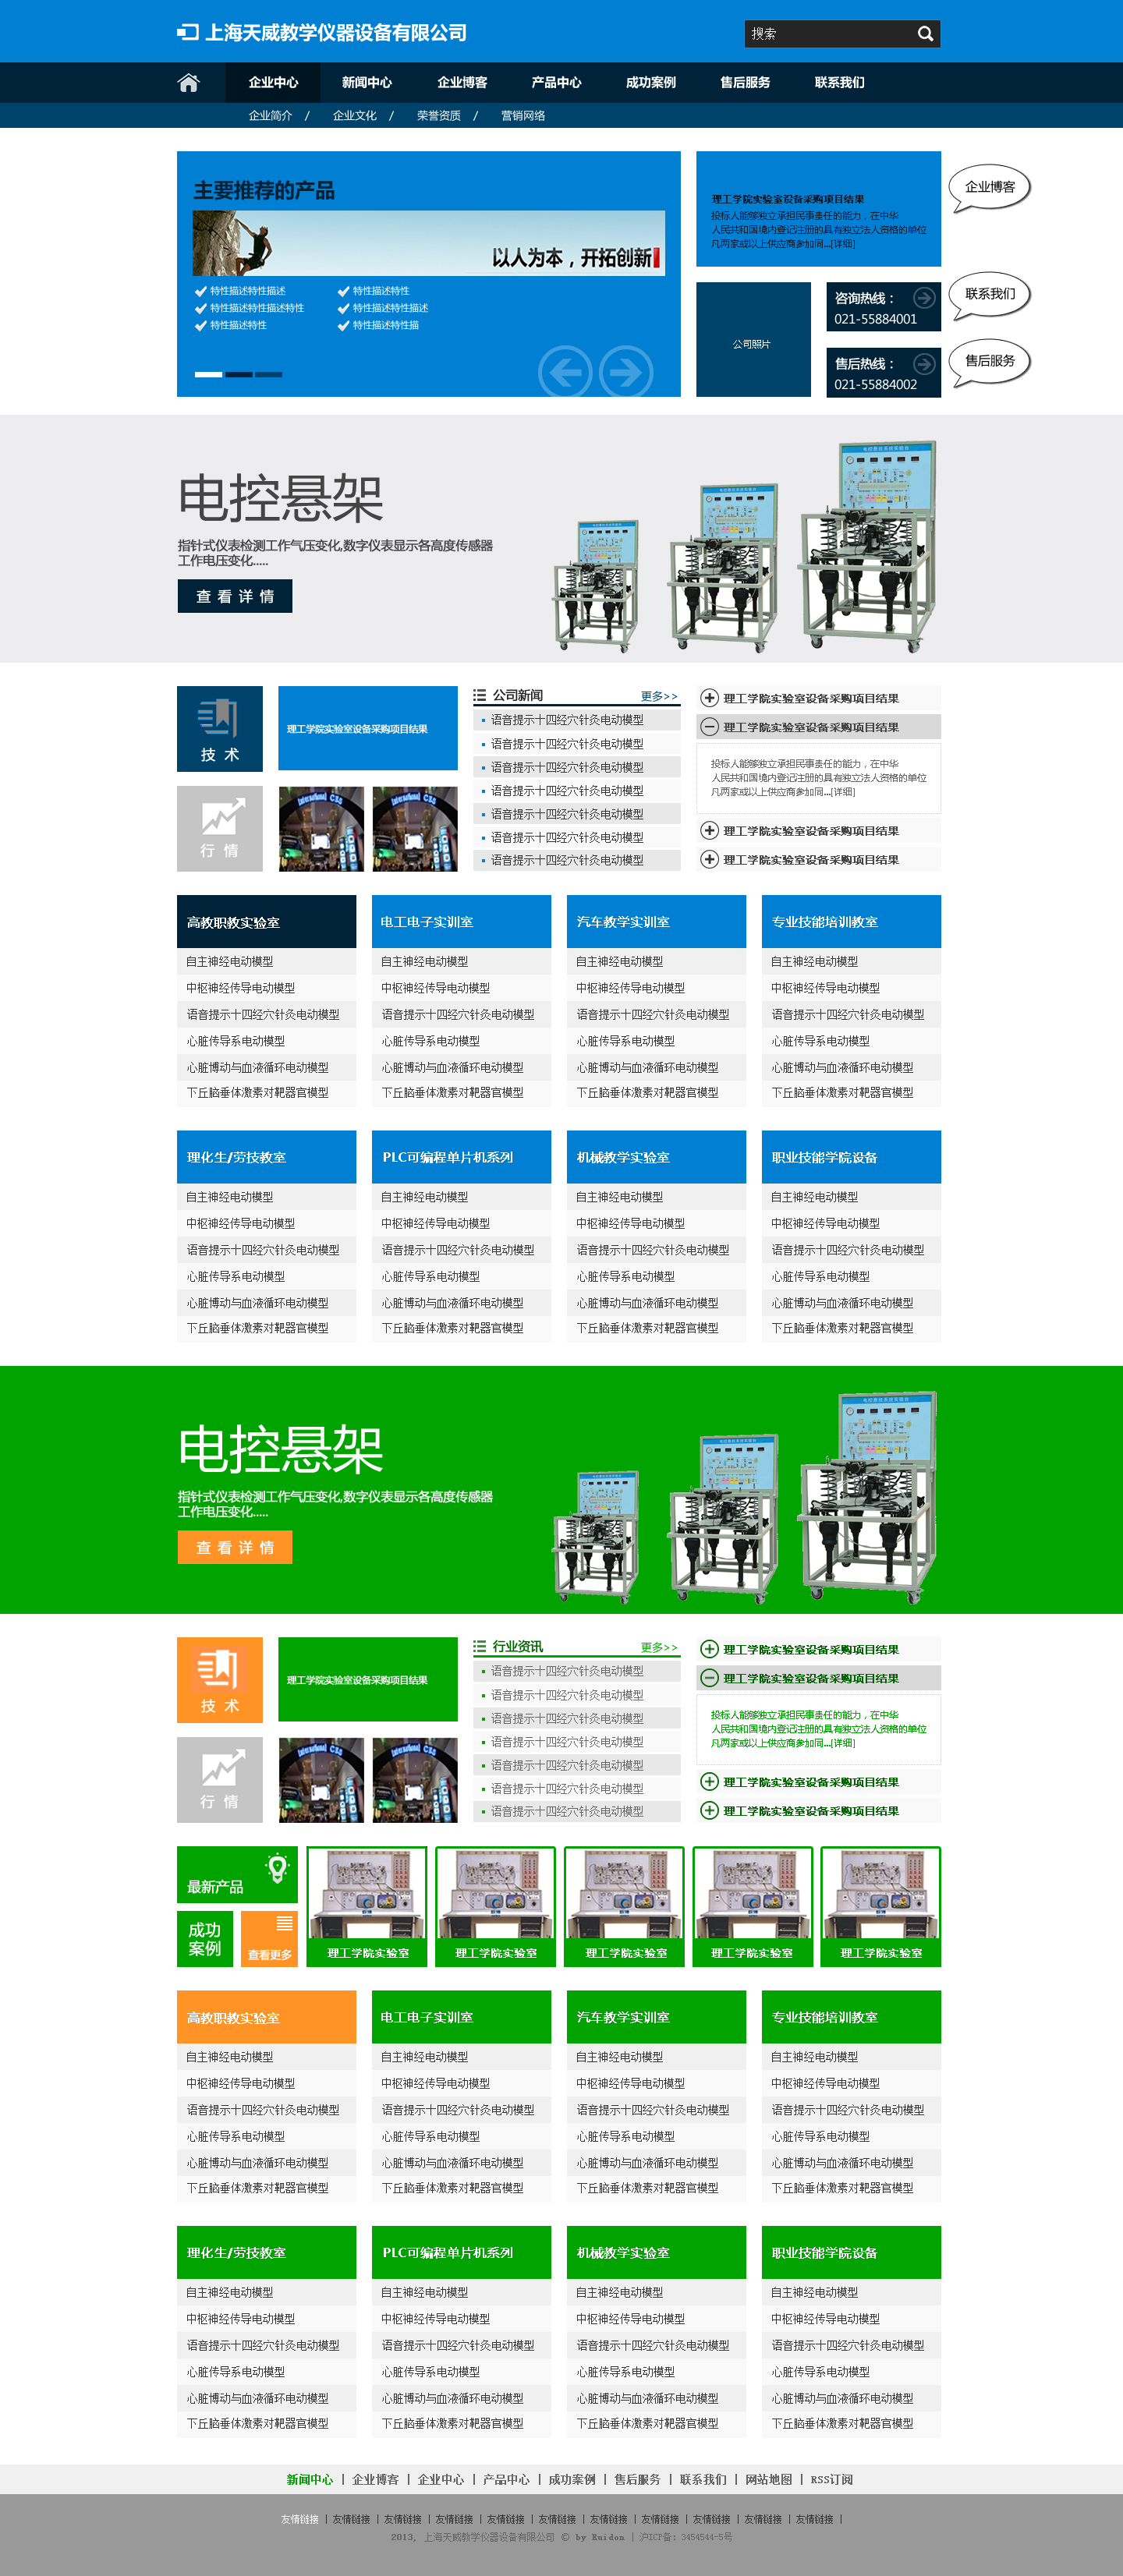 上海天威教学仪器设备有限公司
搜索
企业中心 新闻中心 企业博客 产品中心 成功案例 售后服务 联系我们
企业简介 / 企业文化 / 荣誉资质 / 营销网络
主要推荐的产品
以人为本，开拓创新
特性描述特性描述 特性描述特性
特性描述特性描述特性 特性描述特性描述
特性描述特性 特性描述特性描
理工学院实验室设备采购项目结果
投标人能够独立承担民事责任的能力，在中华
人民共和国境内登记注册的具有独立法人资格的单位
凡两家或以上供应商参加同...[详细]
公司照片
咨询热线：
021-55884001
售后热线：
021-55884002
企业博客
联系我们
售后服务
电控悬架
指针式仪表检测工作气压变化,数字仪表显示各高度传感器
工作电压变化.....
查看详情
技术
行情
理工学院实验室设备采购项目结果
公司新闻 更多>>
语音提示十四经穴针灸电动模型
语音提示十四经穴针灸电动模型
语音提示十四经穴针灸电动模型
语音提示十四经穴针灸电动模型
语音提示十四经穴针灸电动模型
语音提示十四经穴针灸电动模型
语音提示十四经穴针灸电动模型
理工学院实验室设备采购项目结果
理工学院实验室设备采购项目结果
投标人能够独立承担民事责任的能力，在中华
人民共和国境内登记注册的具有独立法人资格的单位
凡两家或以上供应商参加同...[详细]
理工学院实验室设备采购项目结果
理工学院实验室设备采购项目结果
高教职教实验室 电工电子实训室 汽车教学实训室 专业技能培训教室
自主神经电动模型 自主神经电动模型 自主神经电动模型 自主神经电动模型
中枢神经传导电动模型 中枢神经传导电动模型 中枢神经传导电动模型 中枢神经传导电动模型
语音提示十四经穴针灸电动模型 语音提示十四经穴针灸电动模型 语音提示十四经穴针灸电动模型 语音提示十四经穴针灸电动模型
心脏传导系电动模型 心脏传导系电动模型 心脏传导系电动模型 心脏传导系电动模型
心脏博动与血液循环电动模型 心脏博动与血液循环电动模型 心脏博动与血液循环电动模型 心脏博动与血液循环电动模型
下丘脑垂体激素对靶器官模型 下丘脑垂体激素对靶器官模型 下丘脑垂体激素对靶器官模型 下丘脑垂体激素对靶器官模型
理化生/劳技教室 PLC可编程单片机系列 机械教学实验室 职业技能学院设备
自主神经电动模型 自主神经电动模型 自主神经电动模型 自主神经电动模型
中枢神经传导电动模型 中枢神经传导电动模型 中枢神经传导电动模型 中枢神经传导电动模型
语音提示十四经穴针灸电动模型 语音提示十四经穴针灸电动模型 语音提示十四经穴针灸电动模型 语音提示十四经穴针灸电动模型
心脏传导系电动模型 心脏传导系电动模型 心脏传导系电动模型 心脏传导系电动模型
心脏博动与血液循环电动模型 心脏博动与血液循环电动模型 心脏博动与血液循环电动模型 心脏博动与血液循环电动模型
下丘脑垂体激素对靶器官模型 下丘脑垂体激素对靶器官模型 下丘脑垂体激素对靶器官模型 下丘脑垂体激素对靶器官模型
电控悬架
指针式仪表检测工作气压变化,数字仪表显示各高度传感器
工作电压变化.....
查看详情
技术
行情
理工学院实验室设备采购项目结果
行业资讯 更多>>
语音提示十四经穴针灸电动模型
语音提示十四经穴针灸电动模型
语音提示十四经穴针灸电动模型
语音提示十四经穴针灸电动模型
语音提示十四经穴针灸电动模型
语音提示十四经穴针灸电动模型
语音提示十四经穴针灸电动模型
理工学院实验室设备采购项目结果
理工学院实验室设备采购项目结果
投标人能够独立承担民事责任的能力，在中华
人民共和国境内登记注册的具有独立法人资格的单位
凡两家或以上供应商参加同...[详细]
理工学院实验室设备采购项目结果
理工学院实验室设备采购项目结果
最新产品
成功
案例
查看更多
理工学院实验室 理工学院实验室 理工学院实验室 理工学院实验室 理工学院实验室
高教职教实验室 电工电子实训室 汽车教学实训室 专业技能培训教室
自主神经电动模型 自主神经电动模型 自主神经电动模型 自主神经电动模型
中枢神经传导电动模型 中枢神经传导电动模型 中枢神经传导电动模型 中枢神经传导电动模型
语音提示十四经穴针灸电动模型 语音提示十四经穴针灸电动模型 语音提示十四经穴针灸电动模型 语音提示十四经穴针灸电动模型
心脏传导系电动模型 心脏传导系电动模型 心脏传导系电动模型 心脏传导系电动模型
心脏博动与血液循环电动模型 心脏博动与血液循环电动模型 心脏博动与血液循环电动模型 心脏博动与血液循环电动模型
下丘脑垂体激素对靶器官模型 下丘脑垂体激素对靶器官模型 下丘脑垂体激素对靶器官模型 下丘脑垂体激素对靶器官模型
理化生/劳技教室 PLC可编程单片机系列 机械教学实验室 职业技能学院设备
自主神经电动模型 自主神经电动模型 自主神经电动模型 自主神经电动模型
中枢神经传导电动模型 中枢神经传导电动模型 中枢神经传导电动模型 中枢神经传导电动模型
语音提示十四经穴针灸电动模型 语音提示十四经穴针灸电动模型 语音提示十四经穴针灸电动模型 语音提示十四经穴针灸电动模型
心脏传导系电动模型 心脏传导系电动模型 心脏传导系电动模型 心脏传导系电动模型
心脏博动与血液循环电动模型 心脏博动与血液循环电动模型 心脏博动与血液循环电动模型 心脏博动与血液循环电动模型
下丘脑垂体激素对靶器官模型 下丘脑垂体激素对靶器官模型 下丘脑垂体激素对靶器官模型 下丘脑垂体激素对靶器官模型
新闻中心 | 企业博客 | 企业中心 | 产品中心 | 成功案例 | 售后服务 | 联系我们 | 网站地图 | RSS订阅
友情链接 | 友情链接 | 友情链接 | 友情链接 | 友情链接 | 友情链接 | 友情链接 | 友情链接 | 友情链接 | 友情链接 | 友情链接 |
2013, 上海天威教学仪器设备有限公司 © by Ruidon | 沪ICP备: 3454544-5号